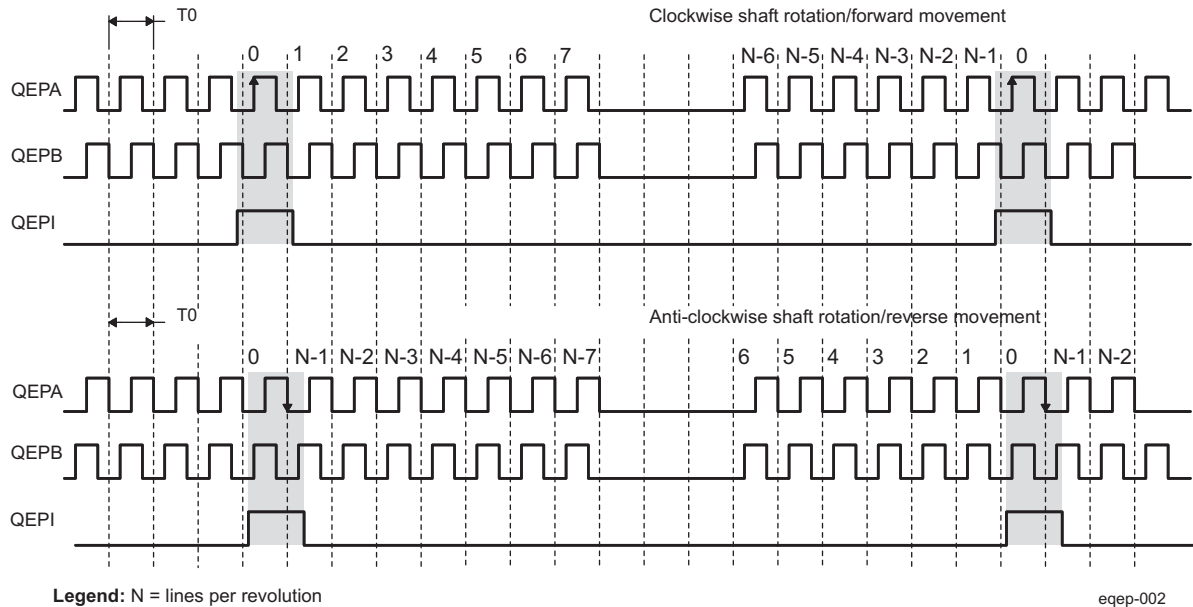 T0
Clockwise shaft rotation/forward movement
0 1 2 3 4 5 6 7 N-6 N-5 N-4 N-3 N-2 N-1 0
QEPA
QEPB
QEPI
T0
Anti-clockwise shaft rotation/reverse movement
0 N-1 N-2 N-3 N-4 N-5 N-6 N-7 6 5 4 3 2 1 0 N-1 N-2
QEPA
QEPB
QEPI
Legend: N = lines per revolution
eqep-002